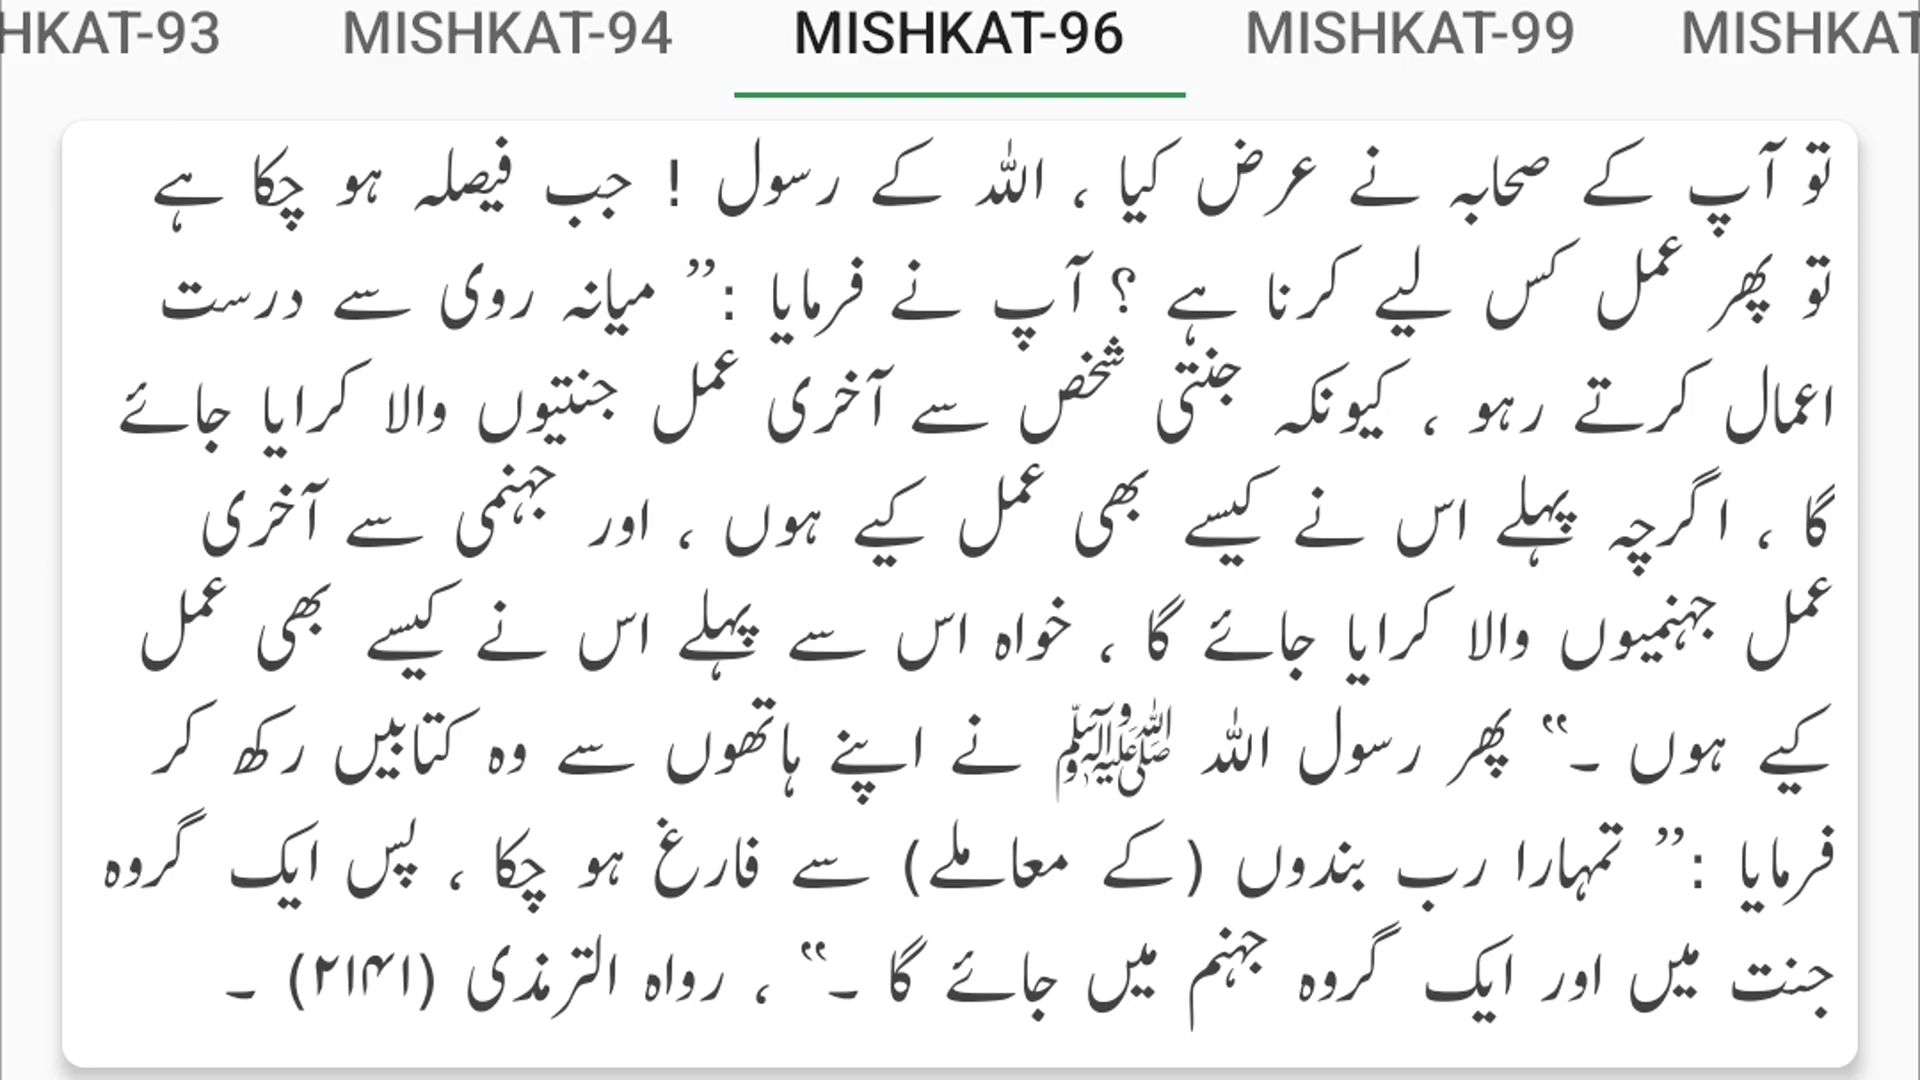 HKAT-93 MISHKAT-94 MISHKAT-96 MISHKAT-99 MISHKAT
تو آپ کے صحابہ نے عرض کیا ، اللہ کے رسول ! جب فیصلہ ہو چکا ہے
تو پھر عمل کس لیے کرنا ہے ؟ آپ نے فرمایا :’’ میانہ روی سے درست
اعمال کرتے رہو ، کیونکہ جنتی شخص سے آخری عمل جنتیوں والا کرایا جائے
گا ، اگرچہ پہلے اس نے کیسے بھی عمل کیے ہوں ، اور جہنمی سے آخری
عمل جہنمیوں والا کرایا جائے گا ، خواہ اس سے پہلے اس نے کیسے بھی عمل
کیے ہوں ۔‘‘ پھر رسول اللہ ﷺ نے اپنے ہاتھوں سے وہ کتابیں رکھ کر
فرمایا :’’ تمہارا رب بندوں (کے معاملے) سے فارغ ہو چکا ، پس ایک گروہ
جنت میں اور ایک گروہ جہنم میں جائے گا ۔‘‘ ، رواہ الترمذی (۲۱۴۱) ۔